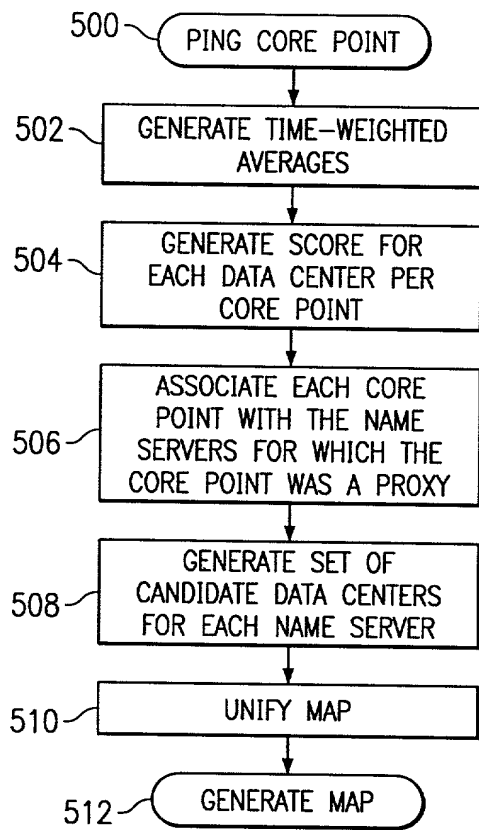 500
PING CORE POINT
502
GENERATE TIME-WEIGHTED
AVERAGES
504
GENERATE SCORE FOR
EACH DATA CENTER PER
CORE POINT
506
ASSOCIATE EACH CORE
POINT WITH THE NAME
SERVERS FOR WHICH THE
CORE POINT WAS A PROXY
508
GENERATE SET OF
CANDIDATE DATA CENTERS
FOR EACH NAME SERVER
510
UNIFY MAP
512
GENERATE MAP